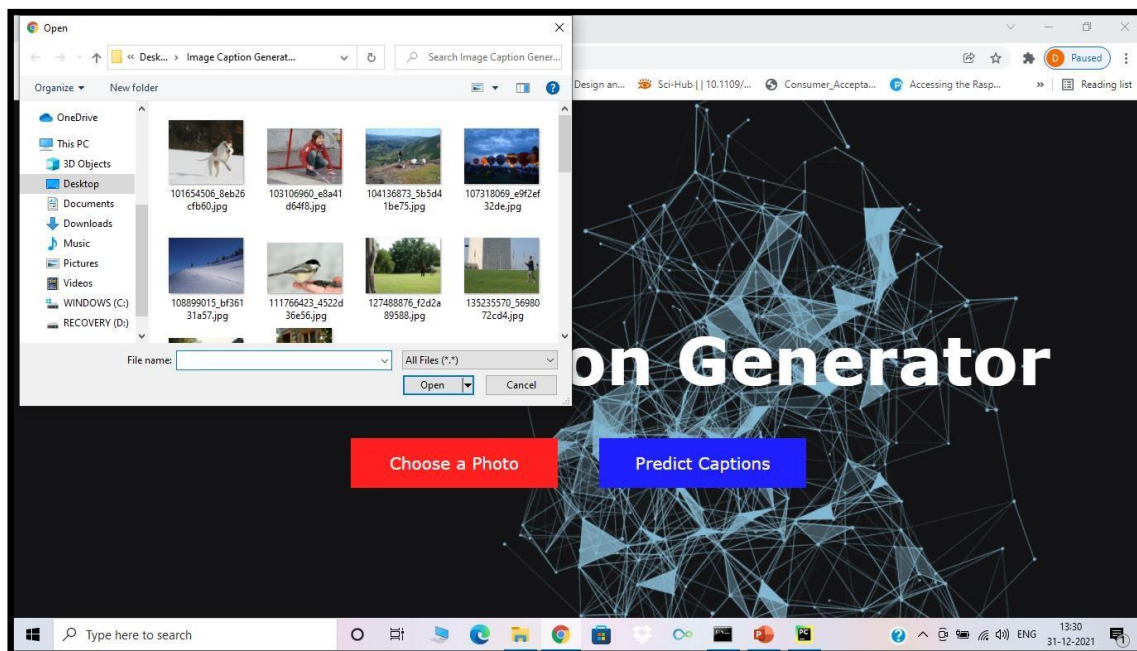 Open
« Desk... › Image Caption Generat...
Search Image Caption Gener...
Organize
New folder
OneDrive
This PC
3D Objects
Desktop
Documents
Downloads
Music
Pictures
Videos
WINDOWS (C:)
RECOVERY (D:)
101654506_8eb26
cfb60.jpg
103106960_e8a41
d64f8.jpg
104136873_5b5d4
1be75.jpg
107318069_e9f2ef
32de.jpg
108899015_bf361
31a57.jpg
111766423_4522d
36e56.jpg
127488876_f2d2a
89588.jpg
135235570_56980
72cd4.jpg
File name:
All Files (*.*)
Open
Cancel
D Paused
Design an...
Sci-Hub | | 10.1109/...
Consumer_Accepta...
Accessing the Rasp...
»
Reading list
on Generator
Choose a Photo
Predict Captions
Type here to search
ENG
13:30
31-12-2021